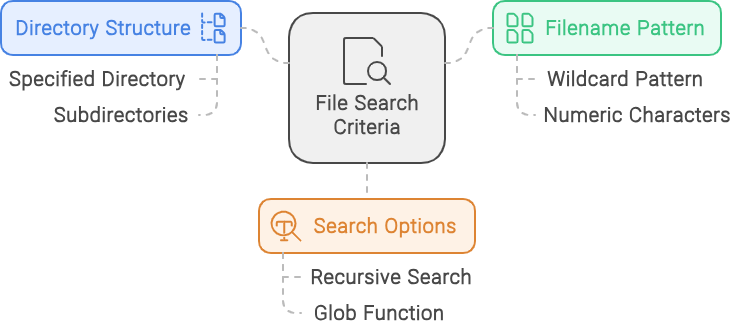 Directory Structure
Specified Directory
Subdirectories
File Search
Criteria
Filename Pattern
Wildcard Pattern
Numeric Characters
Search Options
Recursive Search
Glob Function